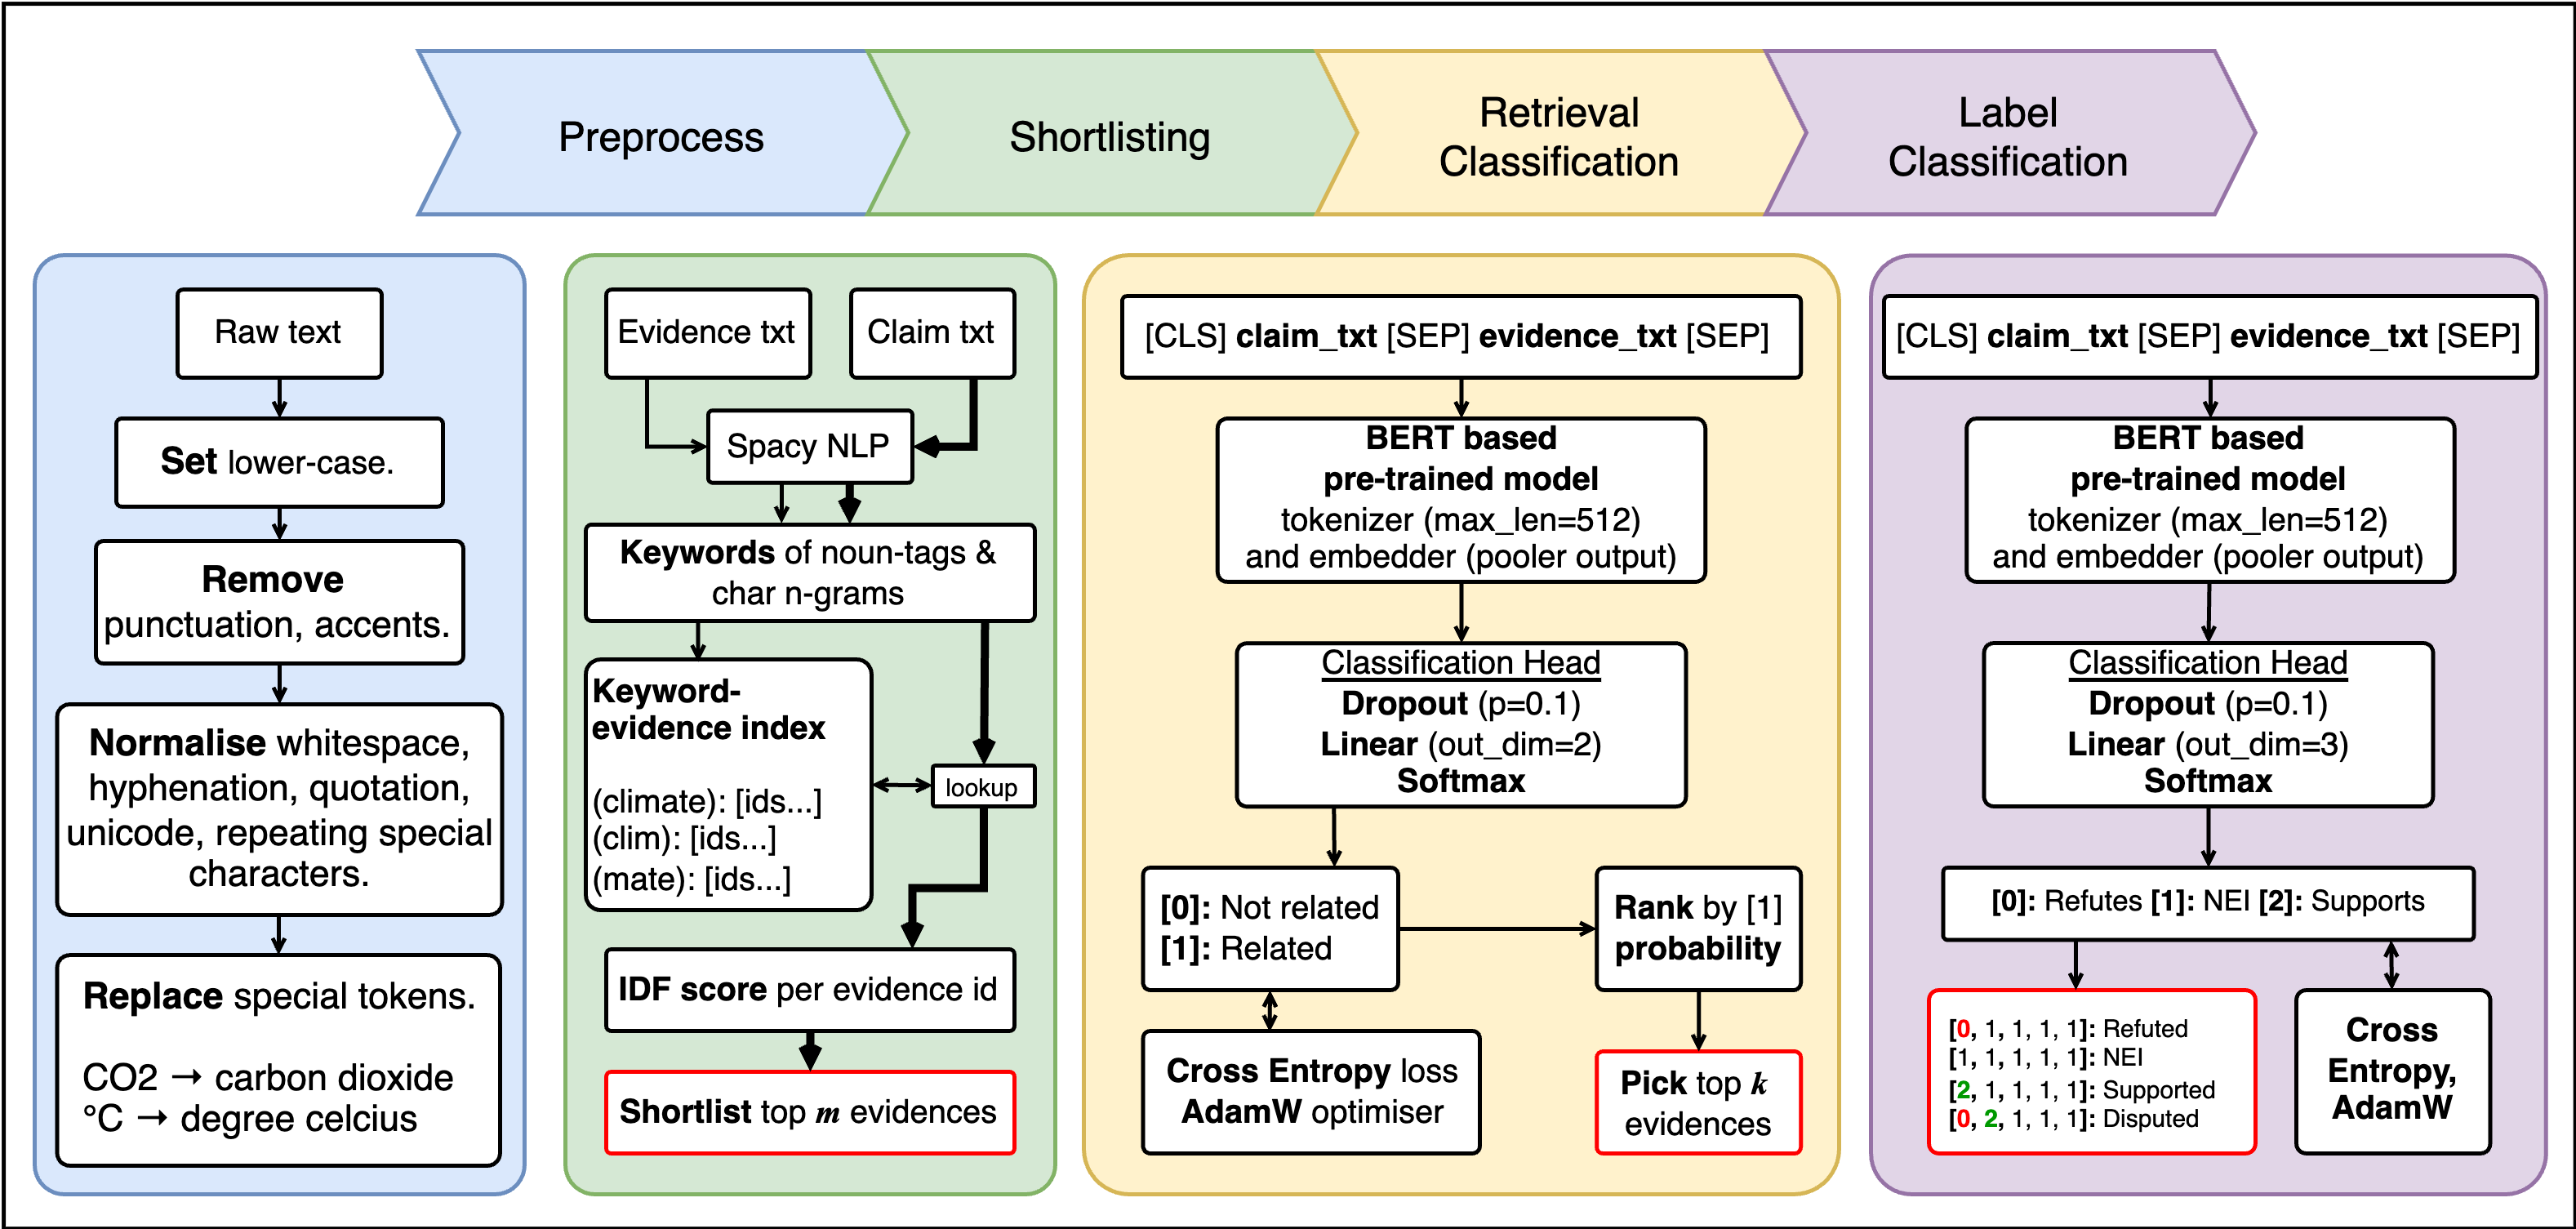 Preprocess
Shortlisting
Retrieval
Classification
Label
Classification
Raw text
Set lower-case.
Remove
punctuation, accents.
Normalise whitespace,
hyphenation, quotation,
unicode, repeating special
characters.
Replace special tokens.
CO2 → carbon dioxide
°C → degree celcius
Evidence txt
Claim txt
Spacy NLP
Keywords of noun-tags &
char n-grams
Keyword-
evidence index
(climate): [ids...]
(clim): [ids...]
(mate): [ids...]
lookup
IDF score per evidence id
Shortlist top m evidences
[CLS] claim_txt [SEP] evidence_txt [SEP]
BERT based
pre-trained model
tokenizer (max_len=512)
and embedder (pooler output)
Classification Head
Dropout (p=0.1)
Linear (out_dim=2)
Softmax
[0]: Not related
[1]: Related
Rank by [1]
probability
Cross Entropy loss
AdamW optimiser
Pick top k
evidences
[CLS] claim_txt [SEP] evidence_txt [SEP]
BERT based
pre-trained model
tokenizer (max_len=512)
and embedder (pooler output)
Classification Head
Dropout (p=0.1)
Linear (out_dim=3)
Softmax
[0]: Refutes [1]: NEI [2]: Supports
[0, 1, 1, 1, 1]: Refuted
[1, 1, 1, 1, 1]: NEI
[2, 1, 1, 1, 1]: Supported
[0, 2, 1, 1, 1]: Disputed
Cross
Entropy,
AdamW